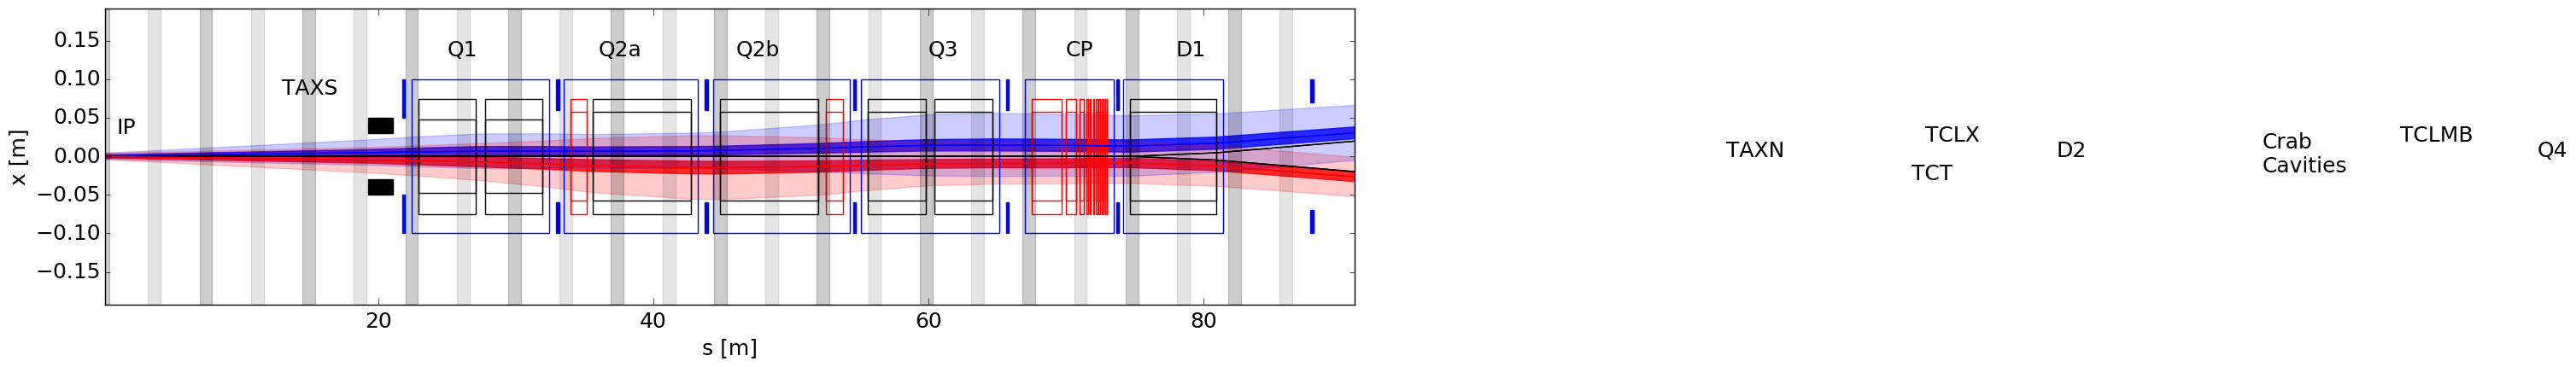 Q1 Q2a Q2b Q3 CP D1
TAXS
IP
TAXN
TCLX
TCT
D2
Crab
Cavities
TCLMB
Q4
x [m]
0.15
0.10
0.05
0.00
−0.05
−0.10
−0.15
20 40 60 80
s [m]